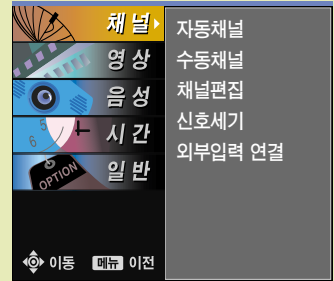 채널
영상
음성
6 5
시간
OPTION
일반
이동 메뉴 이전
자동채널
수동채널
채널편집
신호세기
외부입력 연결